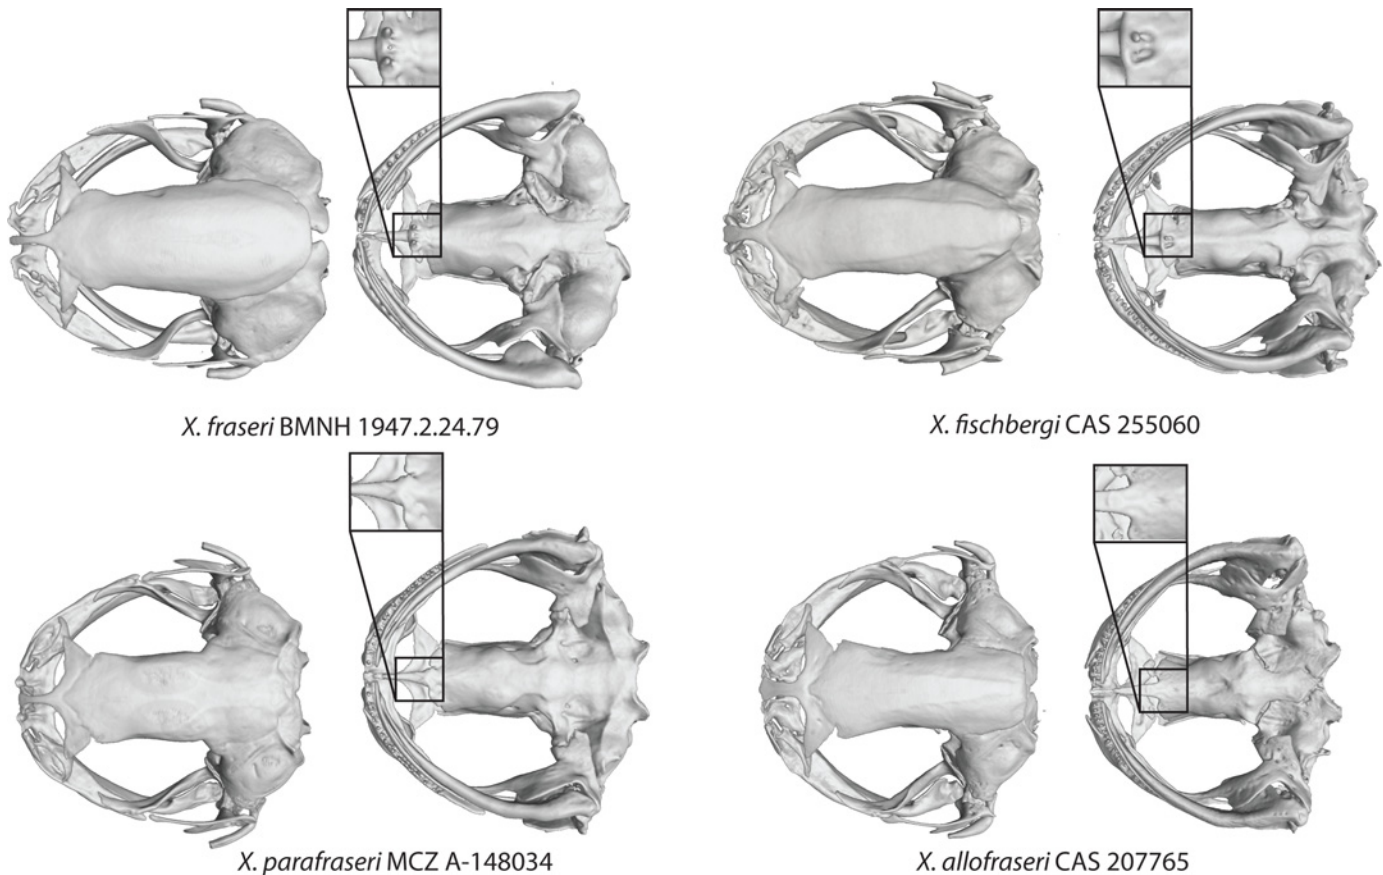 X. fraseri BMNH 1947.2.24.79
X. fischbergi CAS 255060
X. parafraseri MCZ A-148034
X. allofraseri CAS 207765